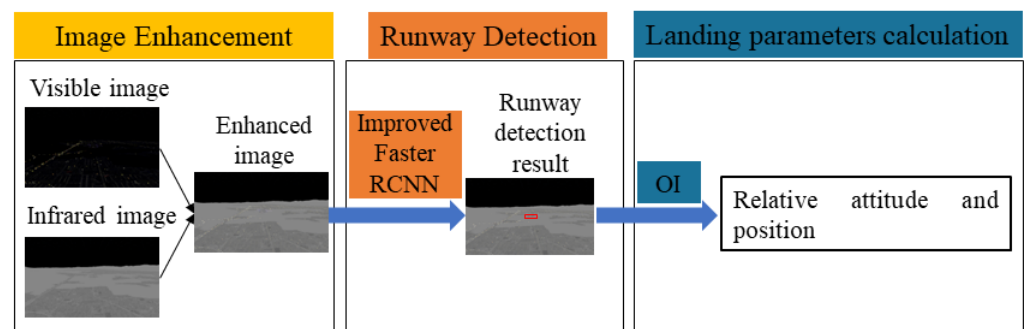 Image Enhancement
Runway Detection
Landing parameters calculation
Visible image
Enhanced
image
Infrared image
Improved
Faster
RCNN
Runway
detection
result
OI
Relative attitude and
position